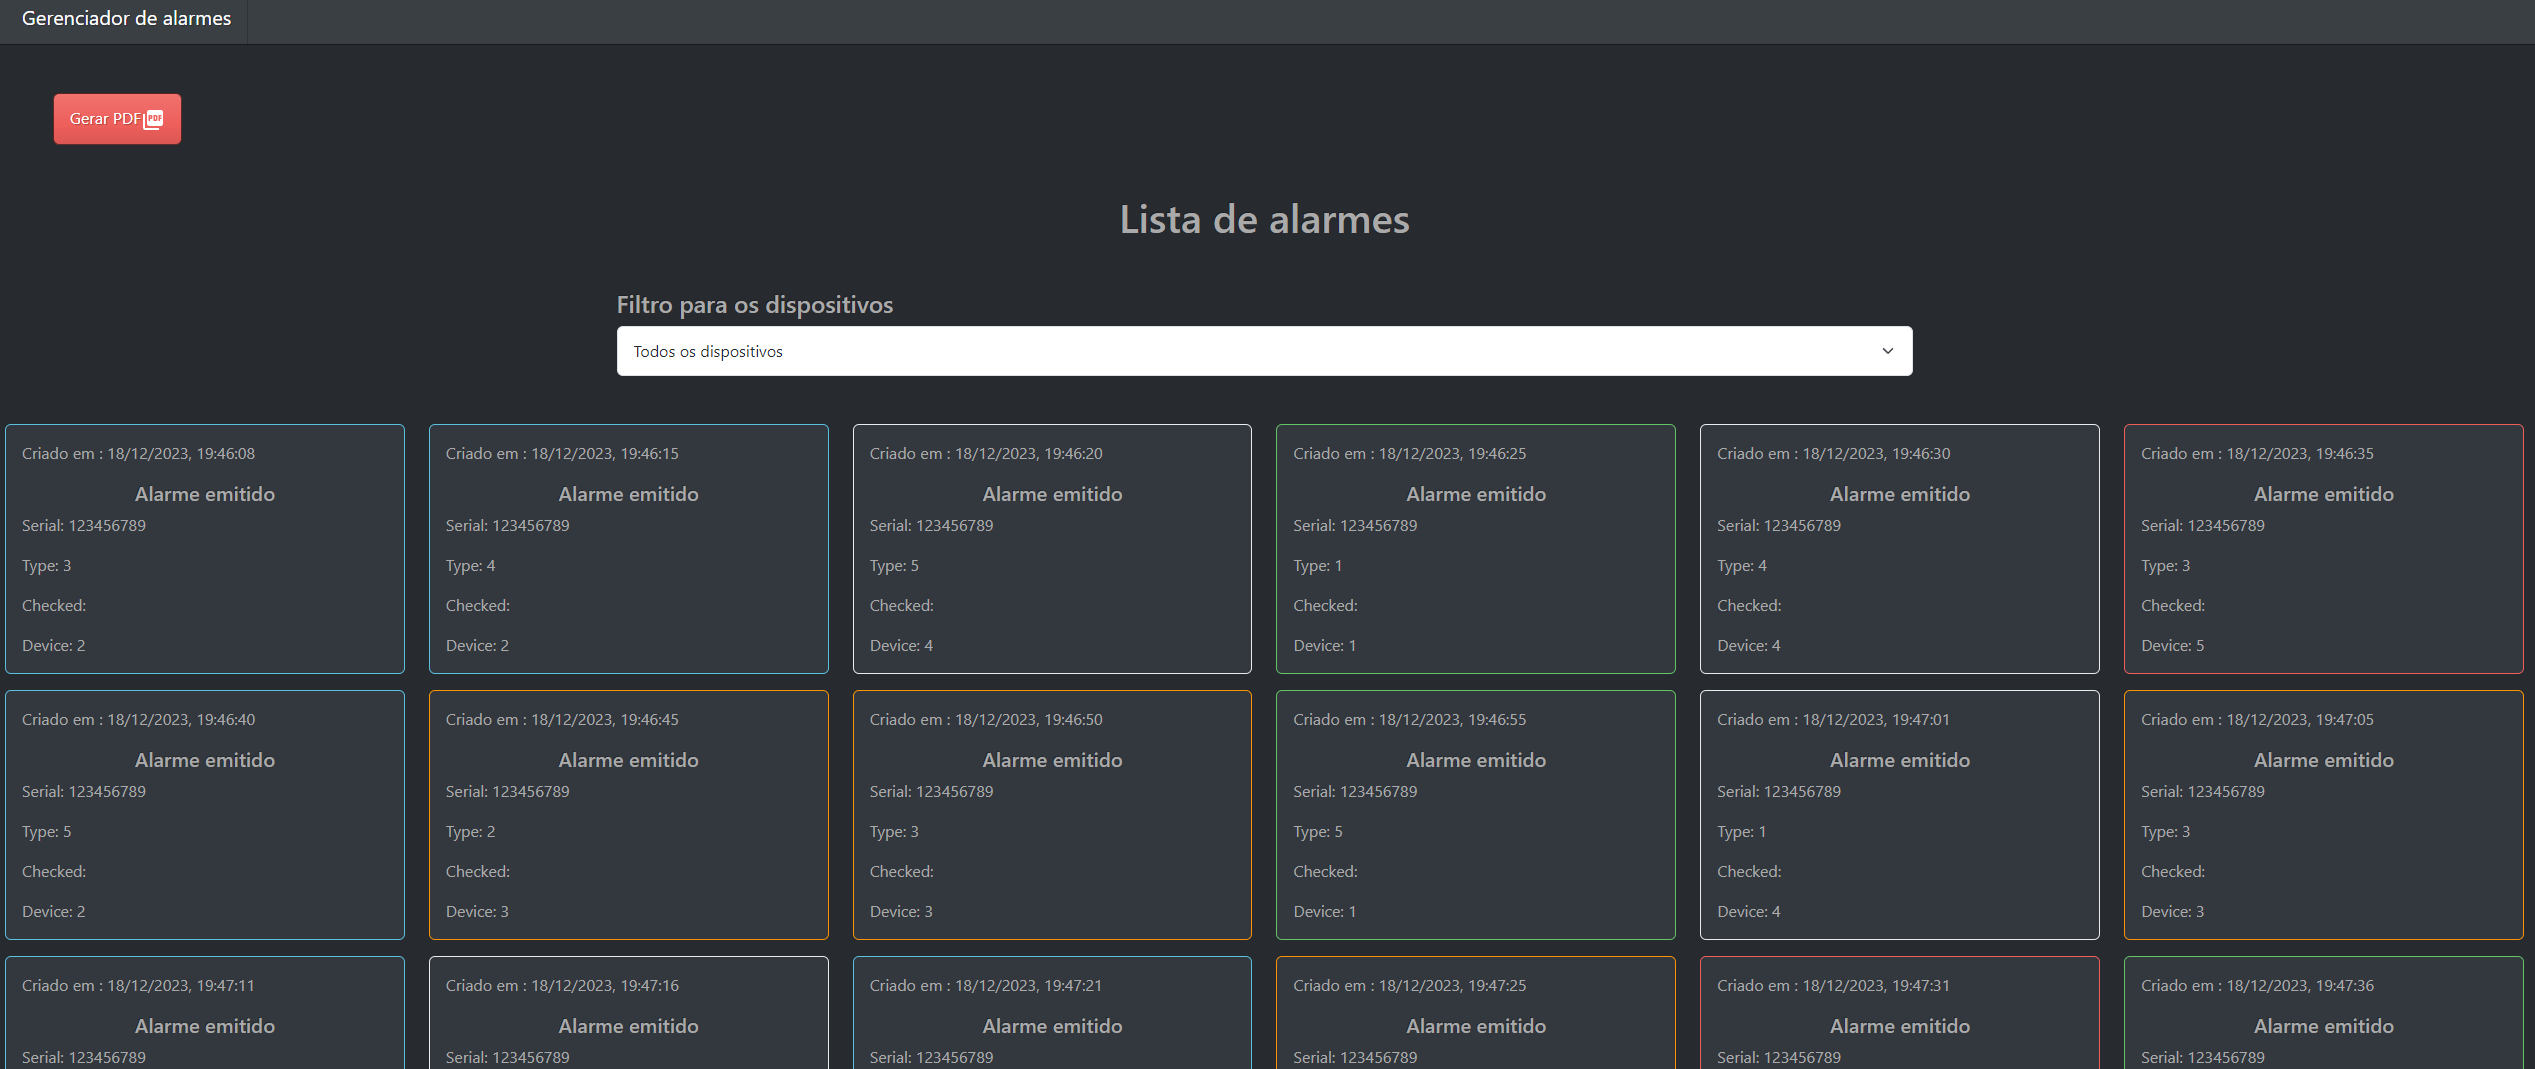 Gerenciador de alarmes
Gerar PDF
PDF
Lista de alarmes
Filtro para os dispositivos
Todos os dispositivos
Criado em : 18/12/2023, 19:46:08
Alarme emitido
Serial: 123456789
Type: 3
Checked:
Device: 2
Criado em : 18/12/2023, 19:46:15
Alarme emitido
Serial: 123456789
Type: 4
Checked:
Device: 2
Criado em : 18/12/2023, 19:46:20
Alarme emitido
Serial: 123456789
Type: 5
Checked:
Device: 4
Criado em : 18/12/2023, 19:46:25
Alarme emitido
Serial: 123456789
Type: 1
Checked:
Device: 1
Criado em : 18/12/2023, 19:46:30
Alarme emitido
Serial: 123456789
Type: 4
Checked:
Device: 4
Criado em : 18/12/2023, 19:46:35
Alarme emitido
Serial: 123456789
Type: 3
Checked:
Device: 5
Criado em : 18/12/2023, 19:46:40
Alarme emitido
Serial: 123456789
Type: 5
Checked:
Device: 2
Criado em : 18/12/2023, 19:46:45
Alarme emitido
Serial: 123456789
Type: 2
Checked:
Device: 3
Criado em : 18/12/2023, 19:46:50
Alarme emitido
Serial: 123456789
Type: 3
Checked:
Device: 3
Criado em : 18/12/2023, 19:46:55
Alarme emitido
Serial: 123456789
Type: 5
Checked:
Device: 1
Criado em : 18/12/2023, 19:47:01
Alarme emitido
Serial: 123456789
Type: 1
Checked:
Device: 4
Criado em : 18/12/2023, 19:47:05
Alarme emitido
Serial: 123456789
Type: 3
Checked:
Device: 3
Criado em : 18/12/2023, 19:47:11
Alarme emitido
Serial: 123456789
Criado em : 18/12/2023, 19:47:16
Alarme emitido
Serial: 123456789
Criado em : 18/12/2023, 19:47:21
Alarme emitido
Serial: 123456789
Criado em : 18/12/2023, 19:47:25
Alarme emitido
Serial: 123456789
Criado em : 18/12/2023, 19:47:31
Alarme emitido
Serial: 123456789
Criado em : 18/12/2023, 19:47:36
Alarme emitido
Serial: 123456789